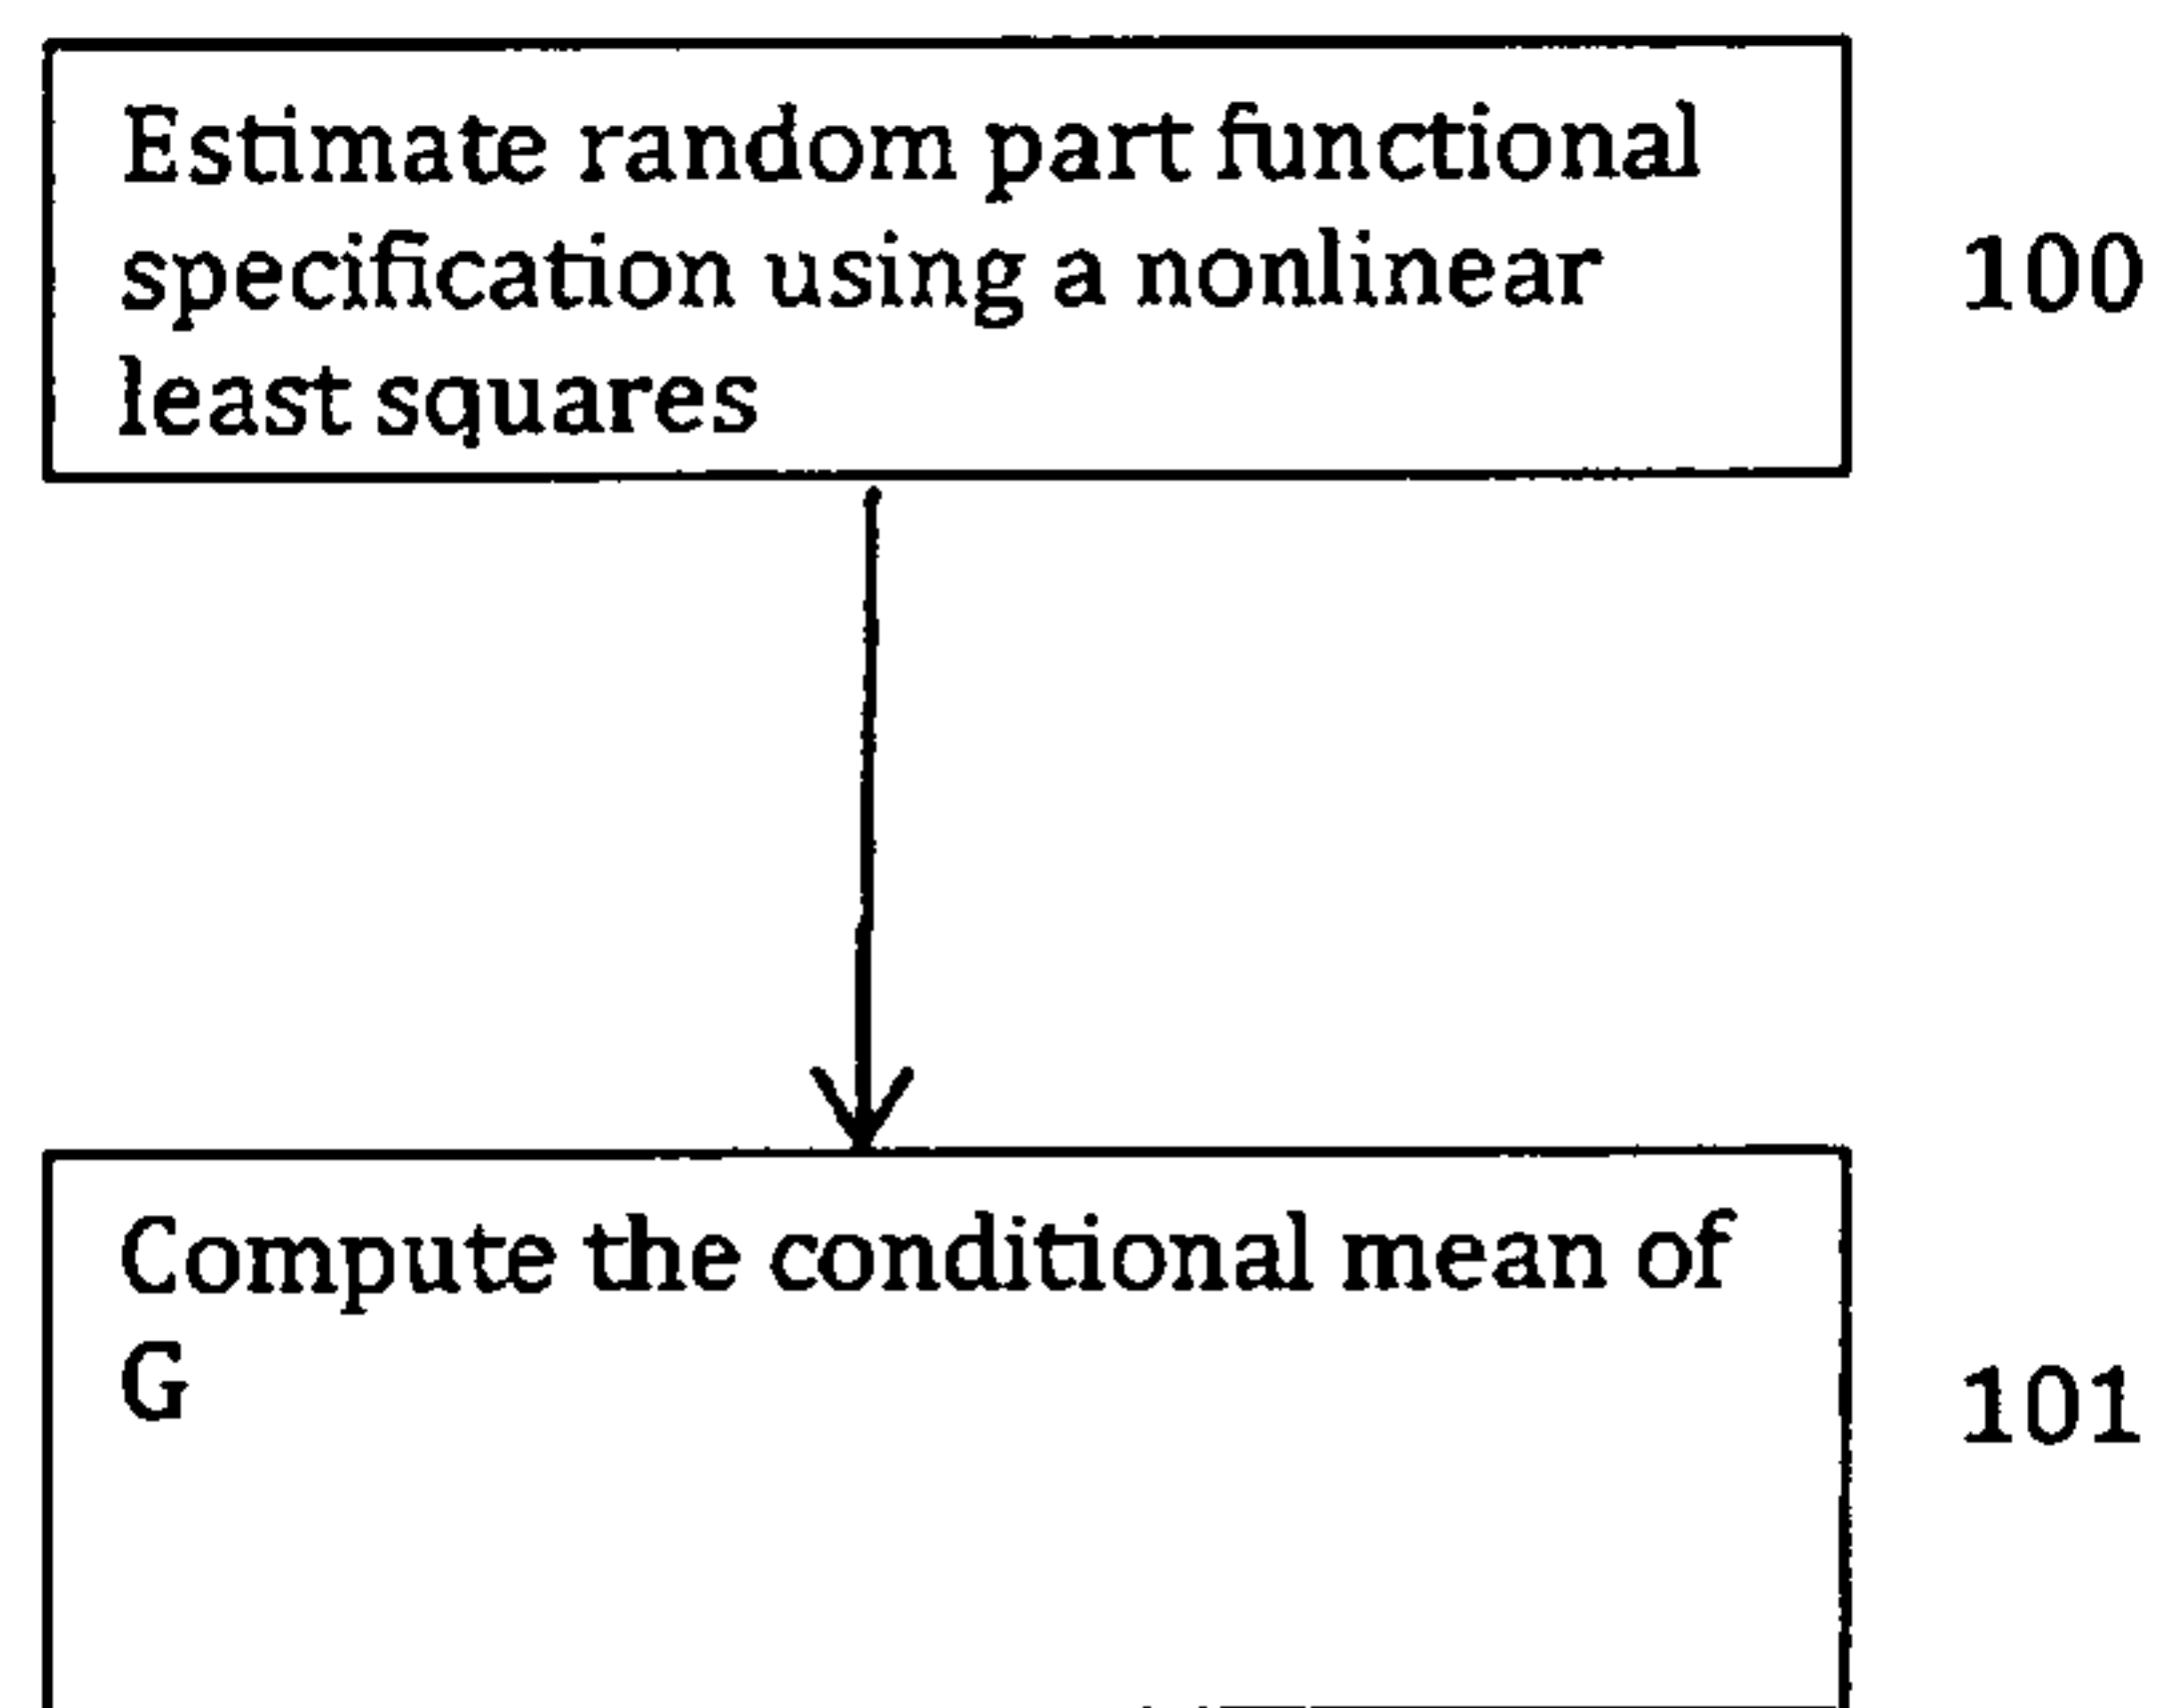 Estimate random part functional
specification using a nonlinear
least squares
100
Compute the conditional mean of
G
101